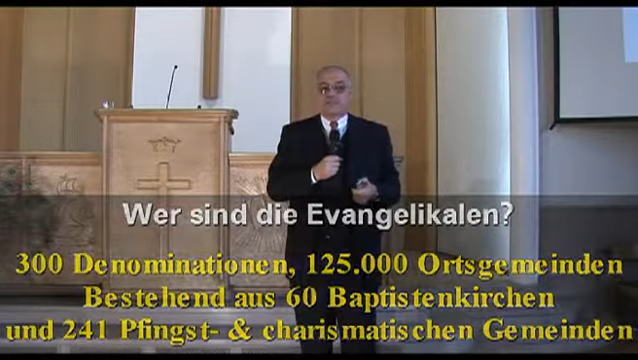 Wer sind die Evangelikalen?
300 Denominationen, 125.000 Ortsgemeinden
Bestehend aus 60 Baptistenkirchen
und 241 Pfingst- & charismatischen Gemeinden